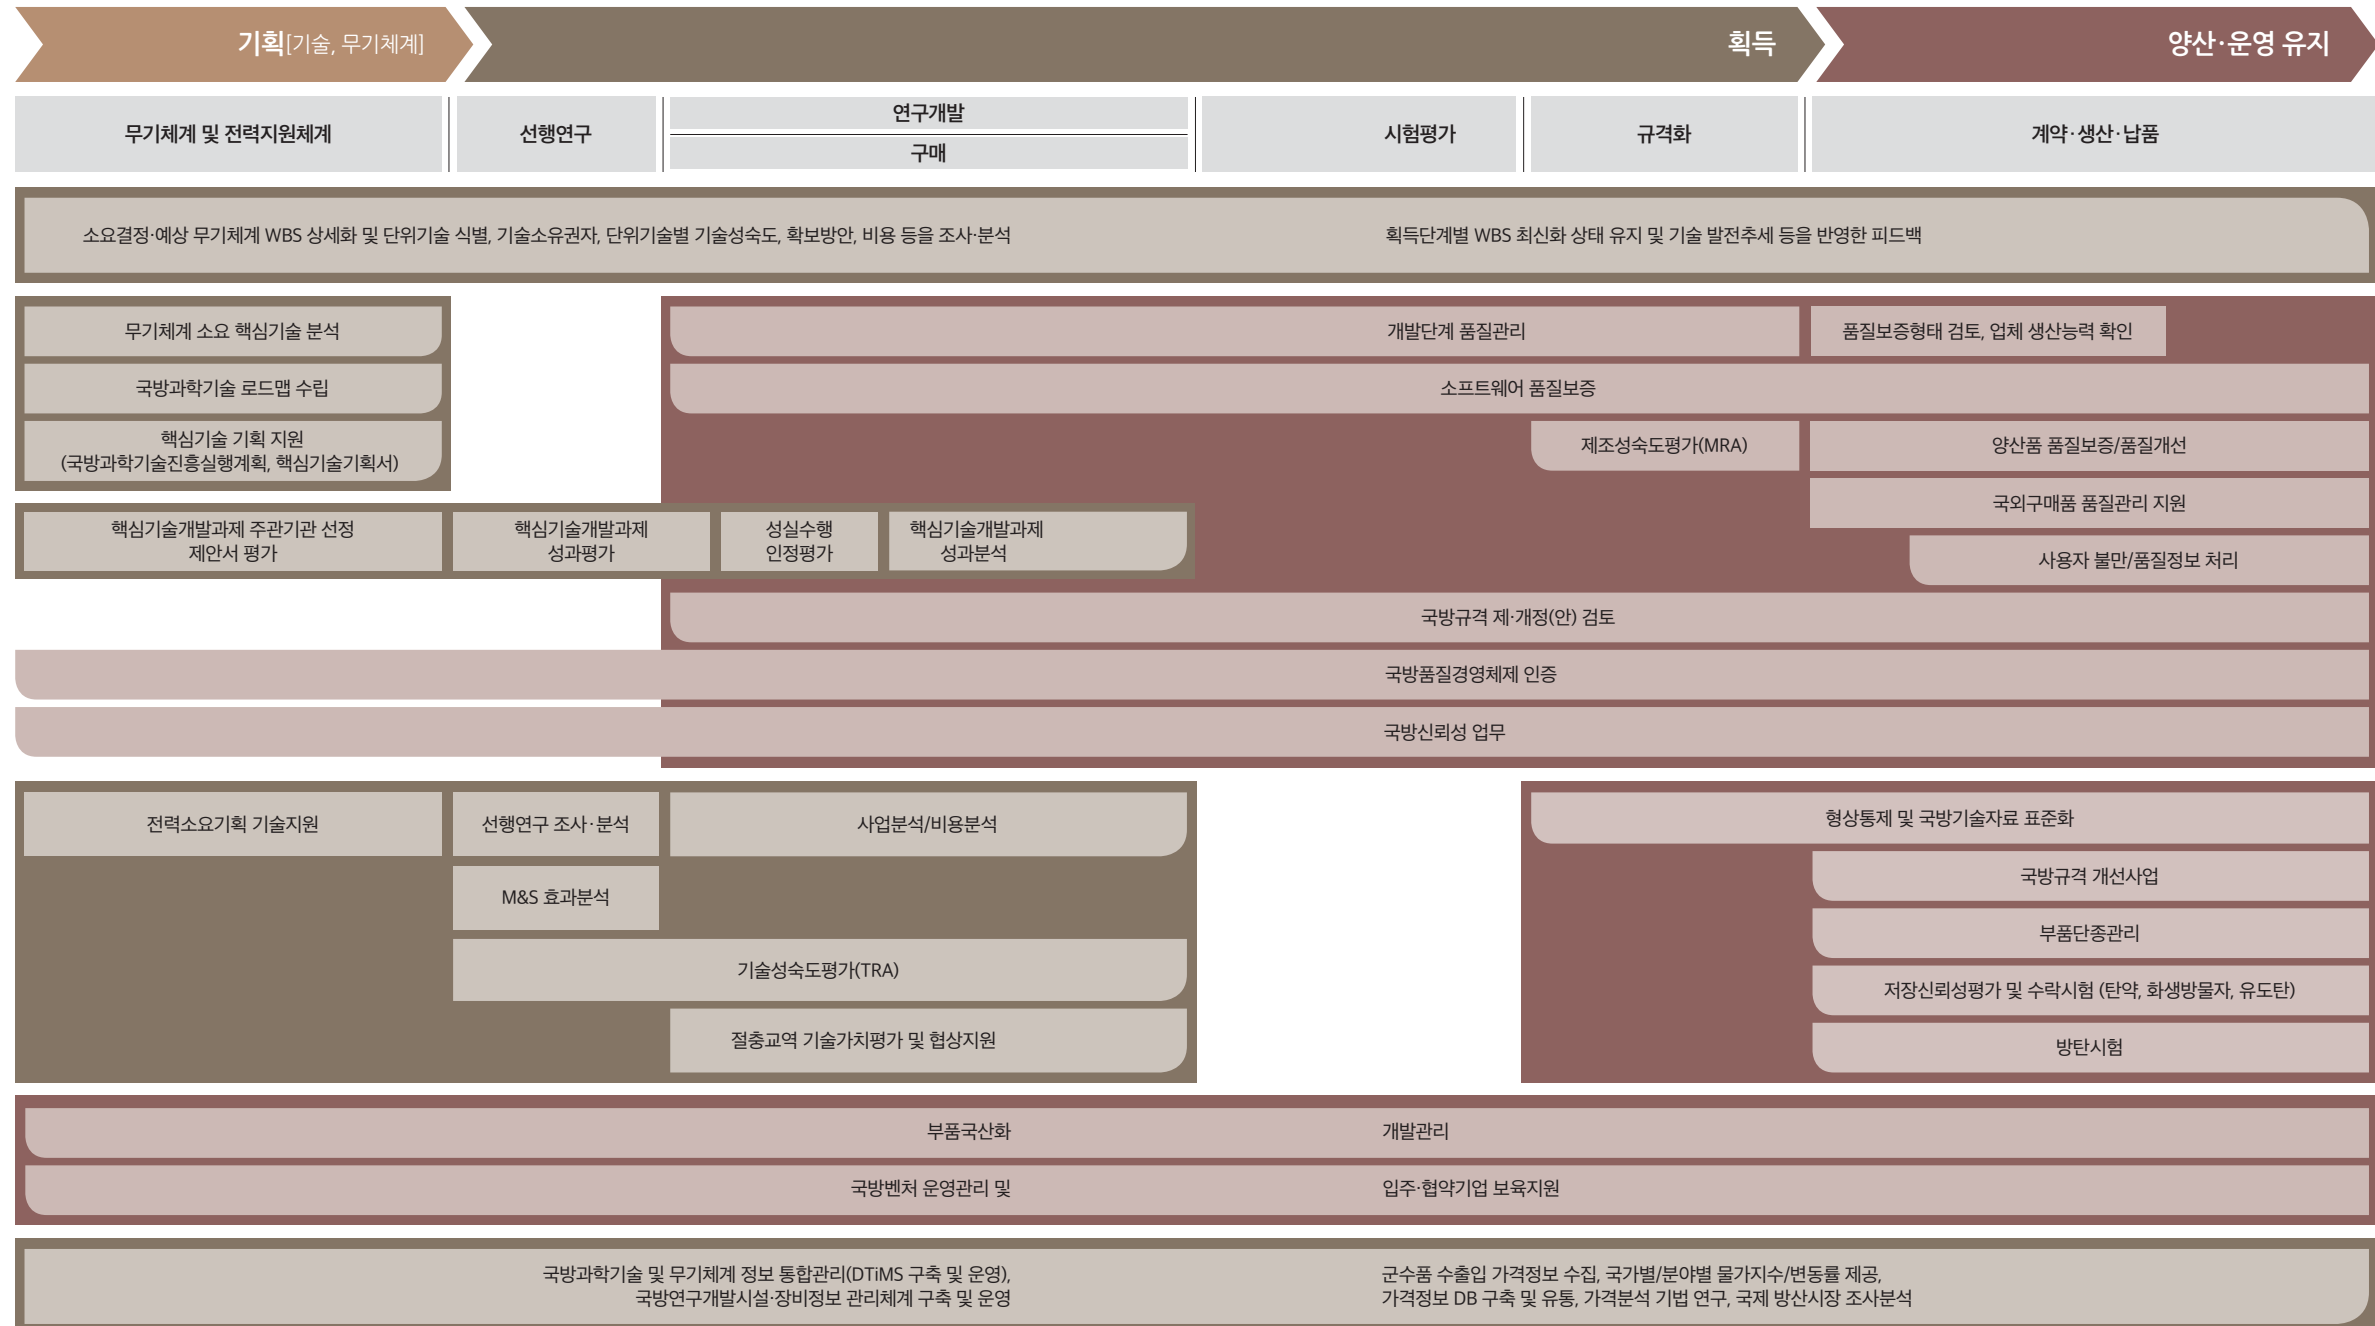 기획[기술, 무기체계]
획득
양산·운영 유지
무기체계 및 전력지원체계
선행연구
연구개발
구매
시험평가
규격화
계약·생산·납품
소요결정·예상 무기체계 WBS 상세화 및 단위기술 식별, 기술소유권자, 단위기술별 기술성숙도, 확보방안, 비용 등을 조사·분석
획득단계별 WBS 최신화 상태 유지 및 기술 발전추세 등을 반영한 피드백
무기체계 소요 핵심기술 분석
개발단계 품질관리
품질보증형태 검토, 업체 생산능력 확인
국방과학기술 로드맵 수립
소프트웨어 품질보증
핵심기술 기획 지원
(국방과학기술진흥실행계획, 핵심기술기획서)
제조성숙도평가(MRA)
양산품 품질보증/품질개선
국외구매품 품질관리 지원
핵심기술개발과제 주관기관 선정
제안서 평가
핵심기술개발과제
성과평가
성실수행
인정평가
핵심기술개발과제
성과분석
사용자 불만/품질정보 처리
국방규격 제·개정(안) 검토
국방품질경영체제 인증
국방신뢰성 업무
전력소요기획 기술지원
선행연구 조사·분석
사업분석/비용분석
형상통제 및 국방기술자료 표준화
M&S 효과분석
국방규격 개선사업
부품단종관리
기술성숙도평가(TRA)
저장신뢰성평가 및 수락시험 (탄약, 화생방물자, 유도탄)
절충교역 기술가치평가 및 협상지원
방탄시험
부품국산화
개발관리
국방벤처 운영관리 및
입주·협약기업 보육지원
국방과학기술 및 무기체계 정보 통합관리(DTiMS 구축 및 운영),
국방연구개발시설·장비정보 관리체계 구축 및 운영
군수품 수출입 가격정보 수집, 국가별/분야별 물가지수/변동률 제공,
가격정보 DB 구축 및 유통, 가격분석 기법 연구, 국제 방산시장 조사분석